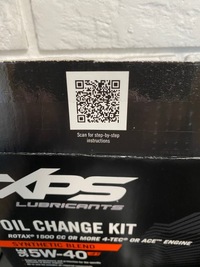 Scan for step-by-step
instructions
XPS
LUBRICANTS
OIL CHANGE KIT
ROTAX® 1500 CC OR MORE 4-TEC® OR ACE™ ENGINE
SYNTHETIC BLEND
5W-40